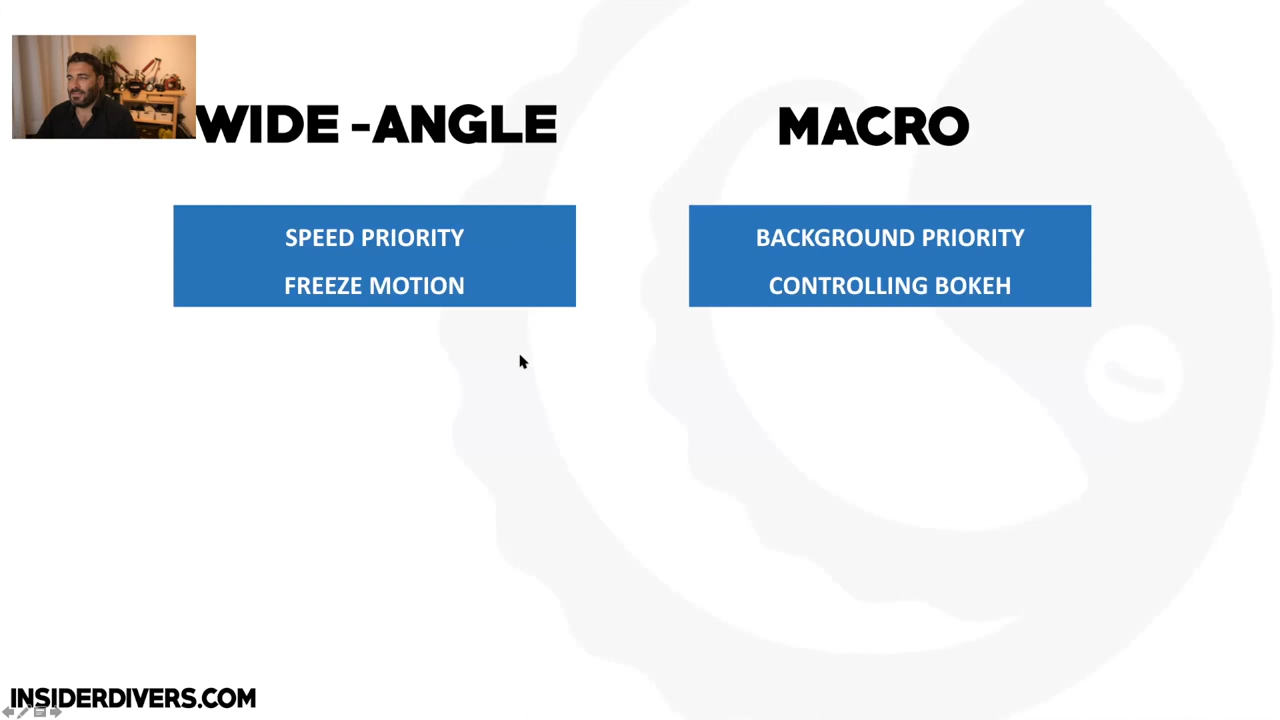 WIDE -ANGLE
SPEED PRIORITY
FREEZE MOTION
MACRO
BACKGROUND PRIORITY
CONTROLLING BOKEH
INSIDERDIVERS.COM